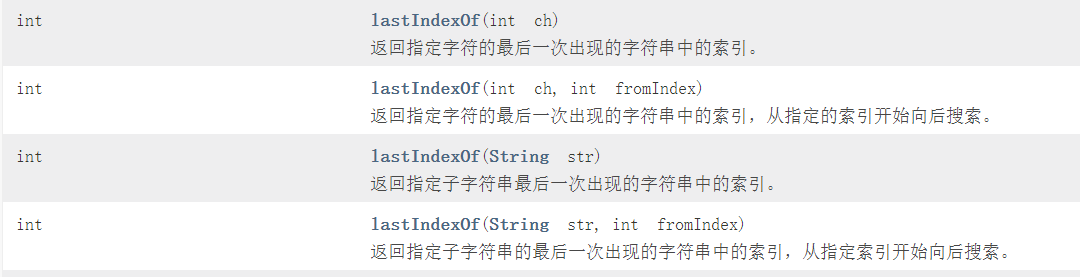 int lastIndexOf(int ch)
返回指定字符的最后一次出现的字符串中的索引。
int lastIndexOf(int ch, int fromIndex)
返回指定字符的最后一次出现的字符串中的索引，从指定的索引开始向后搜索。
int lastIndexOf(String str)
返回指定子字符串最后一次出现的字符串中的索引。
int lastIndexOf(String str, int fromIndex)
返回指定子字符串的最后一次出现的字符串中的索引，从指定索引开始向后搜索。